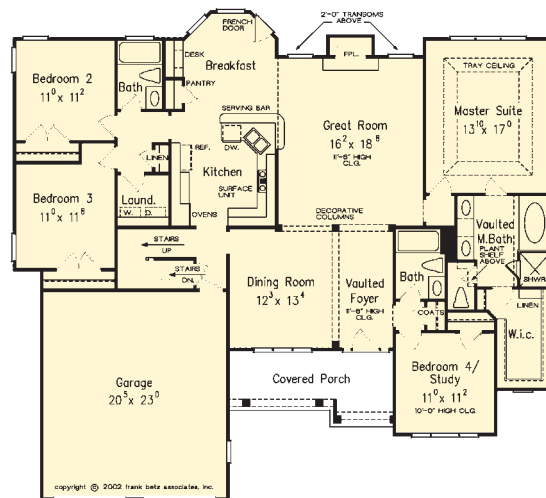 FRENCH
DOOR
2'-0" TRANSOMS
ABOVE
DESK
FPL.
TRAY CEILING
Bedroom 2
11⁰ x 11²
Bath
Breakfast
PANTRY
Master Suite
13¹⁰ x 17⁰
SERVING BAR
Great Room
16² x 18⁸
11'-6" HIGH
CLG.
DW.
LINEN
REF.
Kitchen
SURFACE
UNIT
Bedroom 3
11⁰ x 11⁸
Laund.
W. D.
OVENS
DECORATIVE
COLUMNS
Vaulted
M.Bath
PLANT
SHELF
ABOVE
SHWR.
STAIRS
UP
STAIRS
DN.
Dining Room
12³ x 13⁴
Vaulted
Foyer
11'-6" HIGH
CLG.
Bath
COATS
LINEN
W.i.c.
Bedroom 4/
Study
11⁰ x 11²
10'-0" HIGH CLG.
Garage
20⁵ x 23⁰
Covered Porch
copyright © 2002 frank betz associates, inc.